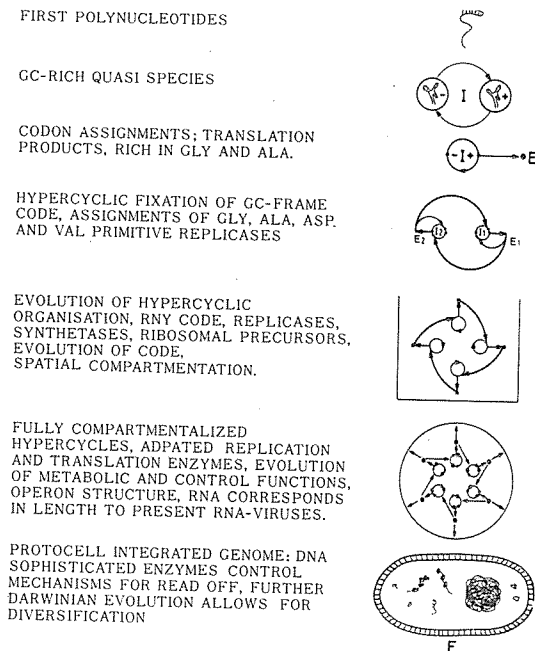 FIRST POLYNUCLEOTIDES
GC-RICH QUASI SPECIES
- I +
CODON ASSIGNMENTS; TRANSLATION
PRODUCTS, RICH IN GLY AND ALA.
-I+ E
HYPERCYCLIC FIXATION OF GC-FRAME
CODE, ASSIGNMENTS OF GLY, ALA, ASP.
AND VAL PRIMITIVE REPLICASES
E2 I2 I1 E1
EVOLUTION OF HYPERCYCLIC
ORGANISATION, RNY CODE, REPLICASES,
SYNTHETASES, RIBOSOMAL PRECURSORS,
EVOLUTION OF CODE,
SPATIAL COMPARTMENTATION.
FULLY COMPARTMENTALIZED
HYPERCYCLES, ADPATED REPLICATION
AND TRANSLATION ENZYMES, EVOLUTION
OF METABOLIC AND CONTROL FUNCTIONS,
OPERON STRUCTURE, RNA CORRESPONDS
IN LENGTH TO PRESENT RNA-VIRUSES.
PROTOCELL INTEGRATED GENOME: DNA
SOPHISTICATED ENZYMES CONTROL
MECHANISMS FOR READ OFF, FURTHER
DARWINIAN EVOLUTION ALLOWS FOR
DIVERSIFICATION